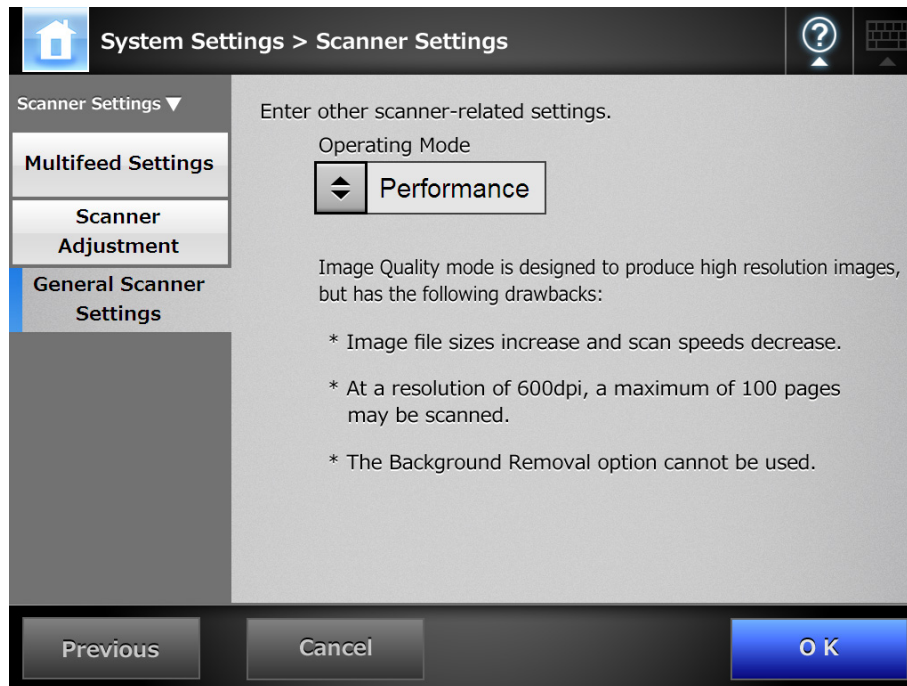 System Settings > Scanner Settings
?
Scanner Settings ▼
Multifeed Settings
Scanner
Adjustment
General Scanner
Settings
Enter other scanner-related settings.
Operating Mode
Performance
Image Quality mode is designed to produce high resolution images,
but has the following drawbacks:
* Image file sizes increase and scan speeds decrease.
* At a resolution of 600dpi, a maximum of 100 pages
may be scanned.
* The Background Removal option cannot be used.
Previous
Cancel
O K